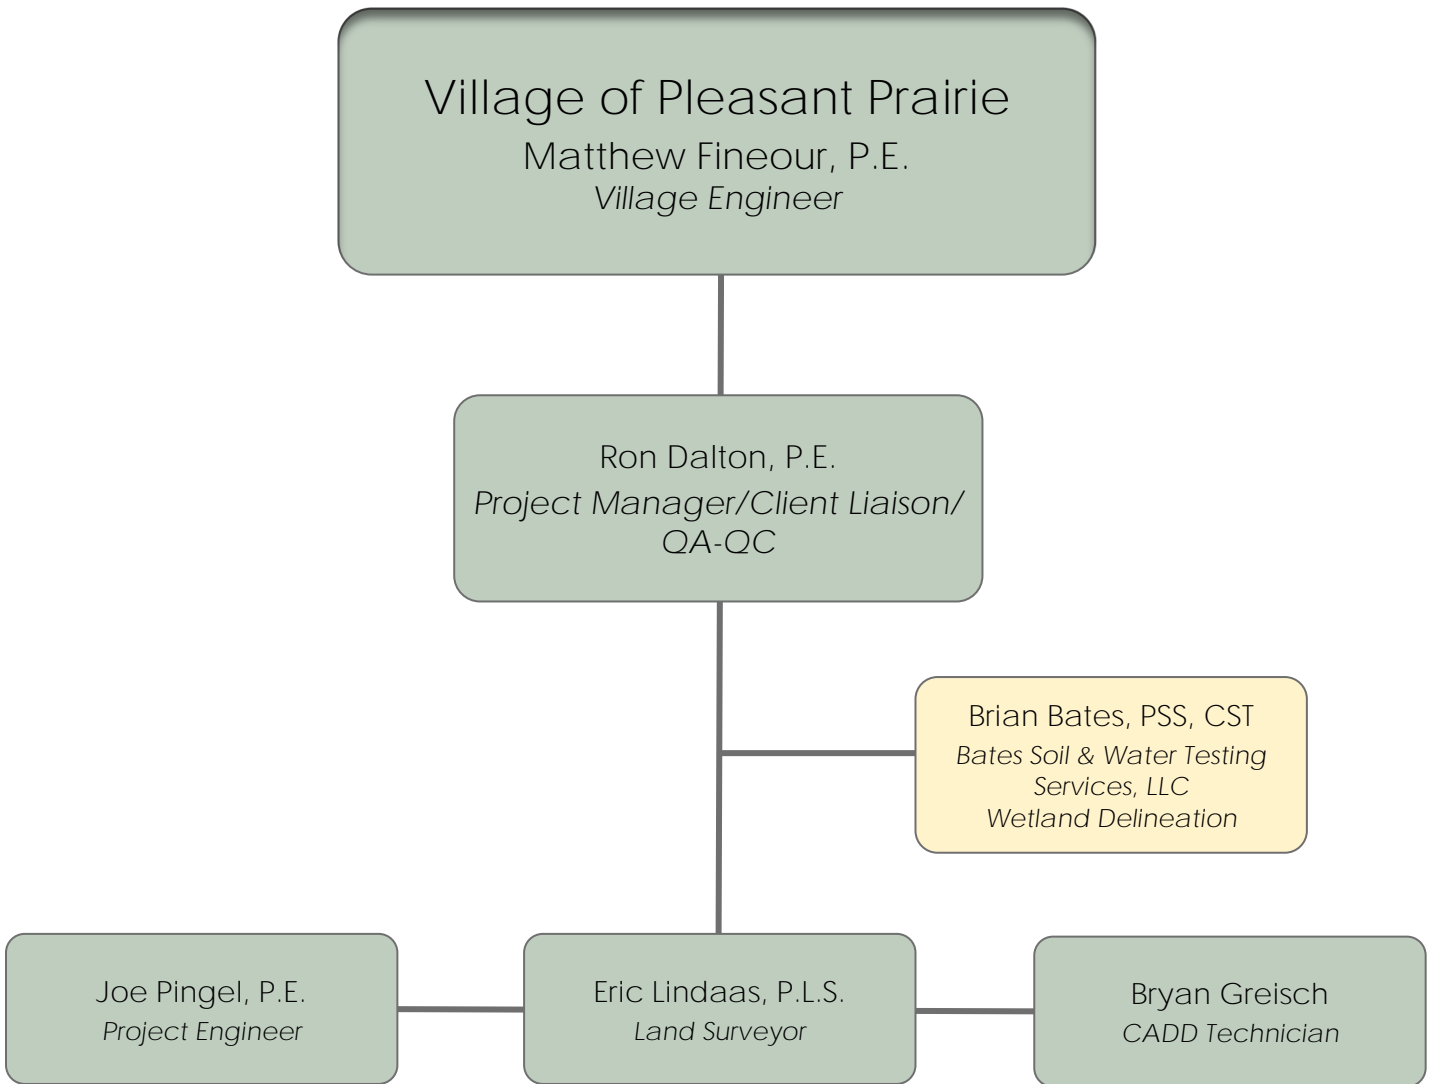 Village of Pleasant Prairie
Matthew Fineour, P.E.
Village Engineer
Ron Dalton, P.E.
Project Manager/Client Liaison/
QA-QC
Brian Bates, PSS, CST
Bates Soil & Water Testing
Services, LLC
Wetland Delineation
Joe Pingel, P.E.
Project Engineer
Eric Lindaas, P.L.S.
Land Surveyor
Bryan Greisch
CADD Technician